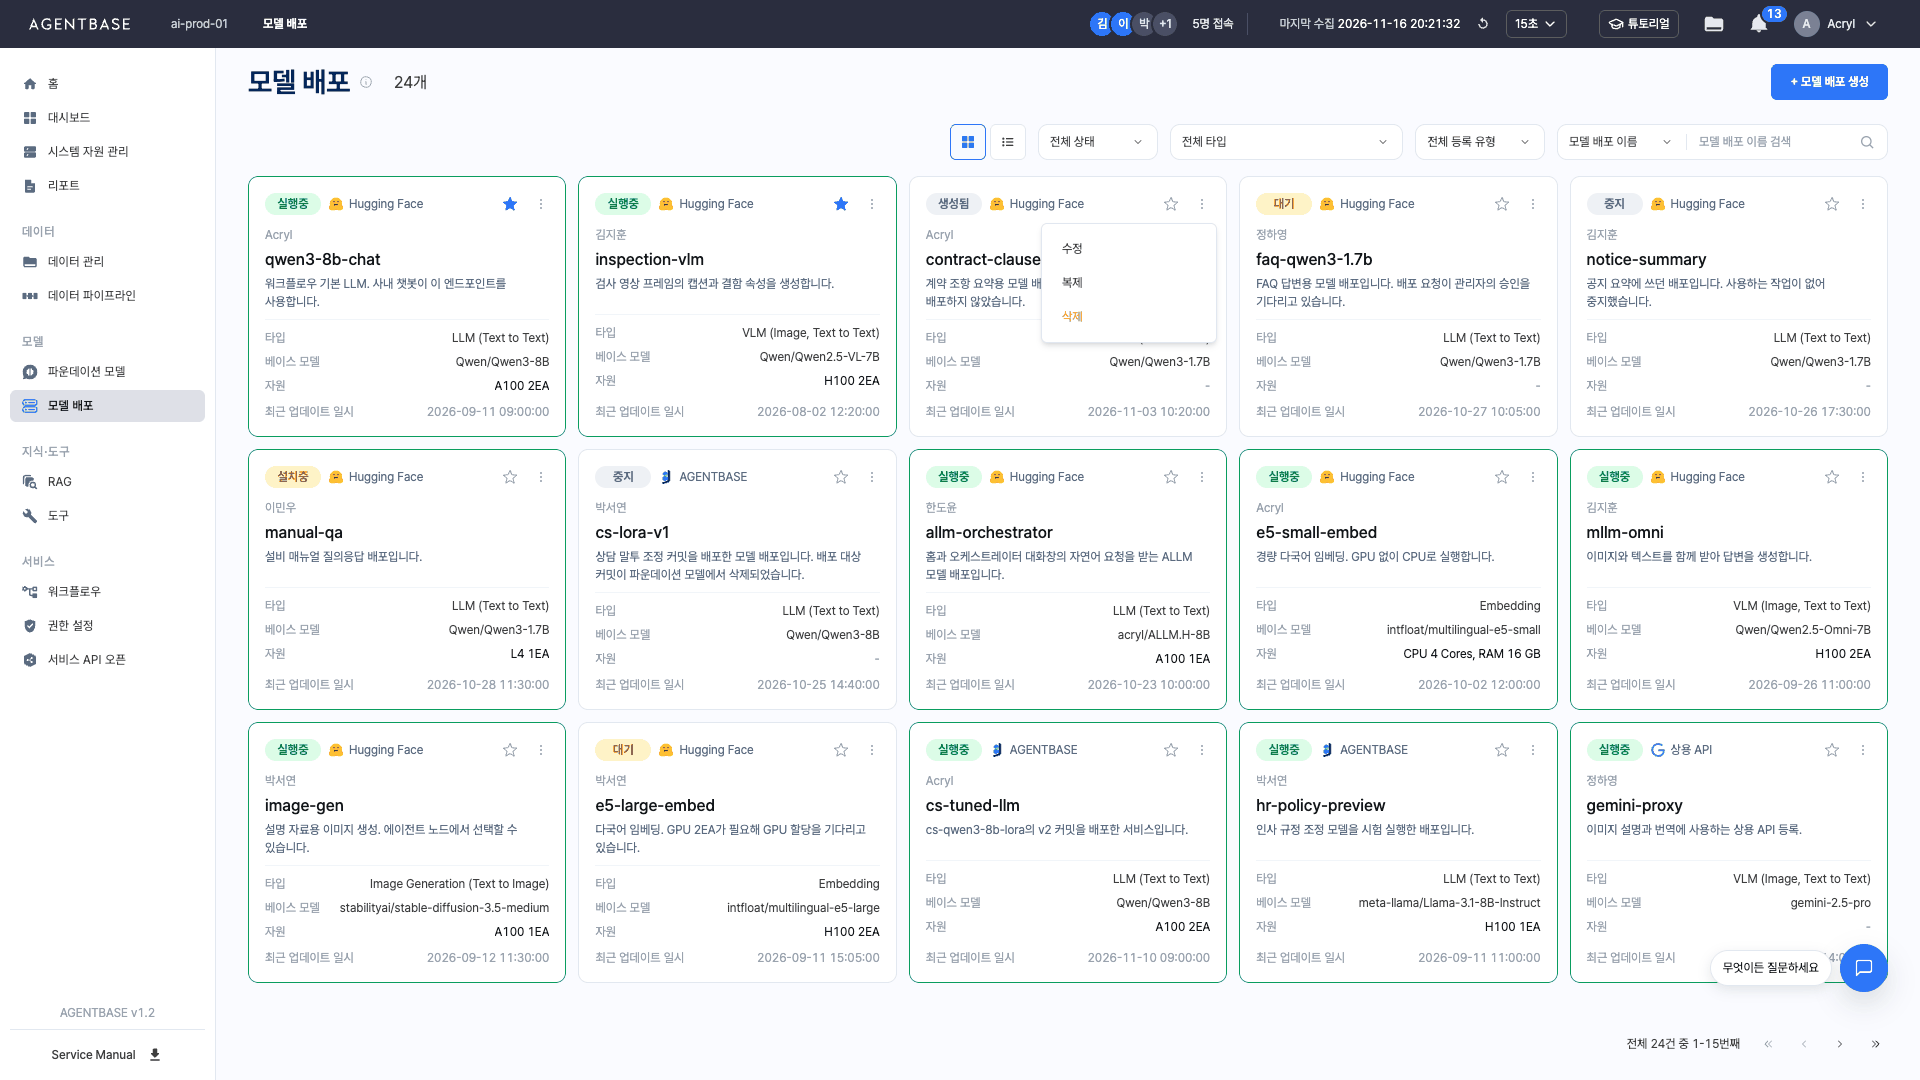 AGENTBASE
ai-prod-01
모델 배포
김 이 박 +1 5명 접속
마지막 수집 2026-11-16 20:21:32
15초
튜토리얼
13
A Acryl
홈
대시보드
시스템 자원 관리
리포트
데이터
데이터 관리
데이터 파이프라인
모델
파운데이션 모델
모델 배포
지식·도구
RAG
도구
서비스
워크플로우
권한 설정
서비스 API 오픈
AGENTBASE v1.2
Service Manual
모델 배포 24개
+ 모델 배포 생성
전체 상태
전체 타입
전체 등록 유형
모델 배포 이름
모델 배포 이름 검색
실행중 Hugging Face
Acryl
qwen3-8b-chat
워크플로우 기본 LLM. 사내 챗봇이 이 엔드포인트를
사용합니다.
타입 LLM (Text to Text)
베이스 모델 Qwen/Qwen3-8B
자원 A100 2EA
최근 업데이트 일시 2026-09-11 09:00:00
실행중 Hugging Face
김지훈
inspection-vlm
검사 영상 프레임의 캡션과 결함 속성을 생성합니다.
타입 VLM (Image, Text to Text)
베이스 모델 Qwen/Qwen2.5-VL-7B
자원 H100 2EA
최근 업데이트 일시 2026-08-02 12:20:00
생성됨 Hugging Face
Acryl
contract-clause
계약 조항 요약용 모델
배포하지 않았습니다.
타입
베이스 모델 Qwen/Qwen3-1.7B
자원 -
최근 업데이트 일시 2026-11-03 10:20:00
수정
복제
삭제
대기 Hugging Face
정하영
faq-qwen3-1.7b
FAQ 답변용 모델 배포입니다. 배포 요청이 관리자의 승인을
기다리고 있습니다.
타입 LLM (Text to Text)
베이스 모델 Qwen/Qwen3-1.7B
자원 -
최근 업데이트 일시 2026-10-27 10:05:00
중지 Hugging Face
김지훈
notice-summary
공지 요약에 쓰던 배포입니다. 사용하는 작업이 없어
중지했습니다.
타입 LLM (Text to Text)
베이스 모델 Qwen/Qwen3-1.7B
자원 -
최근 업데이트 일시 2026-10-26 17:30:00
설치중 Hugging Face
이민우
manual-qa
설비 매뉴얼 질의응답 배포입니다.
타입 LLM (Text to Text)
베이스 모델 Qwen/Qwen3-1.7B
자원 L4 1EA
최근 업데이트 일시 2026-10-28 11:30:00
중지 AGENTBASE
박서연
cs-lora-v1
상담 말투 조정 커밋을 배포한 모델 배포입니다. 배포 대상
커밋이 파운데이션 모델에서 삭제되었습니다.
타입 LLM (Text to Text)
베이스 모델 Qwen/Qwen3-8B
자원 -
최근 업데이트 일시 2026-10-25 14:40:00
실행중 Hugging Face
한도윤
allm-orchestrator
홈과 오케스트레이터 대화창의 자연어 요청을 받는 ALLM
모델 배포입니다.
타입 LLM (Text to Text)
베이스 모델 acryl/ALLM.H-8B
자원 A100 1EA
최근 업데이트 일시 2026-10-23 10:00:00
실행중 Hugging Face
Acryl
e5-small-embed
경량 다국어 임베딩. GPU 없이 CPU로 실행합니다.
타입 Embedding
베이스 모델 intfloat/multilingual-e5-small
자원 CPU 4 Cores, RAM 16 GB
최근 업데이트 일시 2026-10-02 12:00:00
실행중 Hugging Face
김지훈
mllm-omni
이미지와 텍스트를 함께 받아 답변을 생성합니다.
타입 VLM (Image, Text to Text)
베이스 모델 Qwen/Qwen2.5-Omni-7B
자원 H100 2EA
최근 업데이트 일시 2026-09-26 11:00:00
실행중 Hugging Face
박서연
image-gen
설명 자료용 이미지 생성. 에이전트 노드에서 선택할 수
있습니다.
타입 Image Generation (Text to Image)
베이스 모델 stabilityai/stable-diffusion-3.5-medium
자원 A100 1EA
최근 업데이트 일시 2026-09-12 11:30:00
대기 Hugging Face
박서연
e5-large-embed
다국어 임베딩. GPU 2EA가 필요해 GPU 할당을 기다리고
있습니다.
타입 Embedding
베이스 모델 intfloat/multilingual-e5-large
자원 H100 2EA
최근 업데이트 일시 2026-09-11 15:05:00
실행중 AGENTBASE
Acryl
cs-tuned-llm
cs-qwen3-8b-lora의 v2 커밋을 배포한 서비스입니다.
타입 LLM (Text to Text)
베이스 모델 Qwen/Qwen3-8B
자원 A100 2EA
최근 업데이트 일시 2026-11-10 09:00:00
실행중 AGENTBASE
박서연
hr-policy-preview
인사 규정 조정 모델을 시험 실행한 배포입니다.
타입 LLM (Text to Text)
베이스 모델 meta-llama/Llama-3.1-8B-Instruct
자원 H100 1EA
최근 업데이트 일시 2026-09-11 11:00:00
실행중 상용 API
정하영
gemini-proxy
이미지 설명과 번역에 사용하는 상용 API 등록.
타입 VLM (Image, Text to Text)
베이스 모델 gemini-2.5-pro
자원 -
최근 업데이트 일시
무엇이든 질문하세요
전체 24건 중 1-15번째